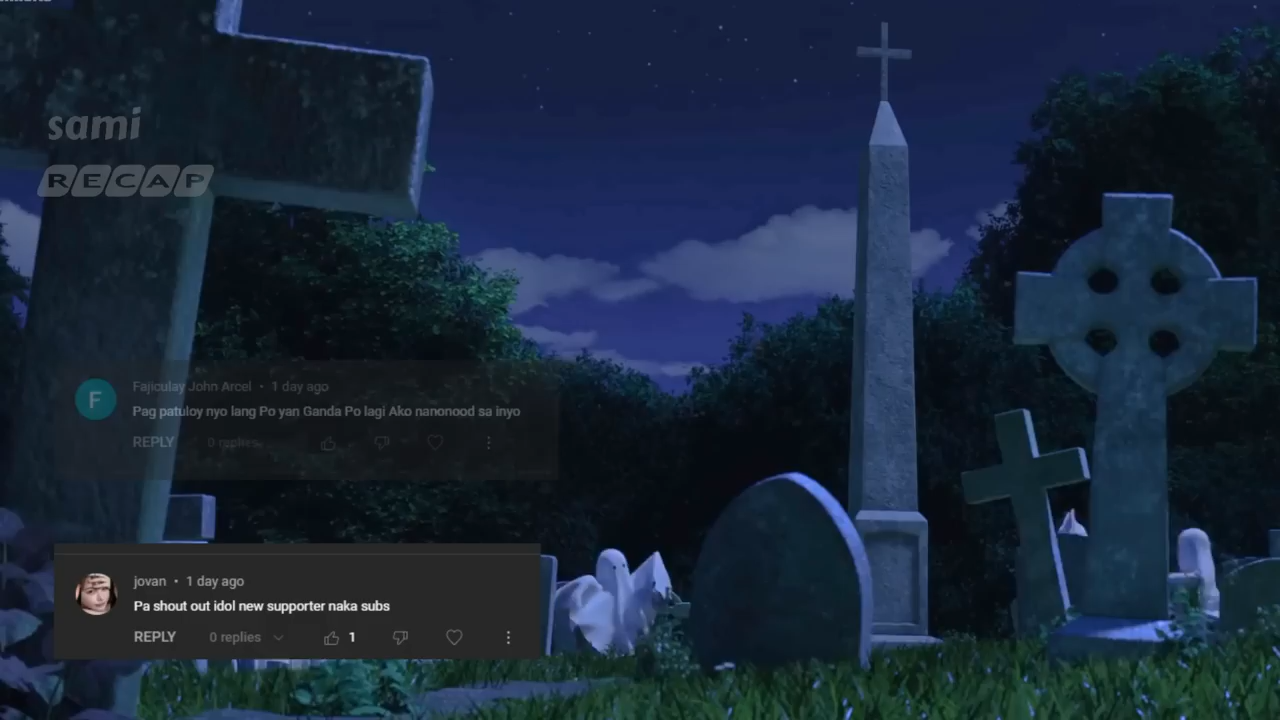 sami
RECAP
Fajiculay John Arcel • 1 day ago
Pag patuloy nyo lang Po yan Ganda Po lagi Ako nanonood sa inyo
REPLY 0 replies
jovan • 1 day ago
Pa shout out idol new supporter naka subs
REPLY 0 replies 1